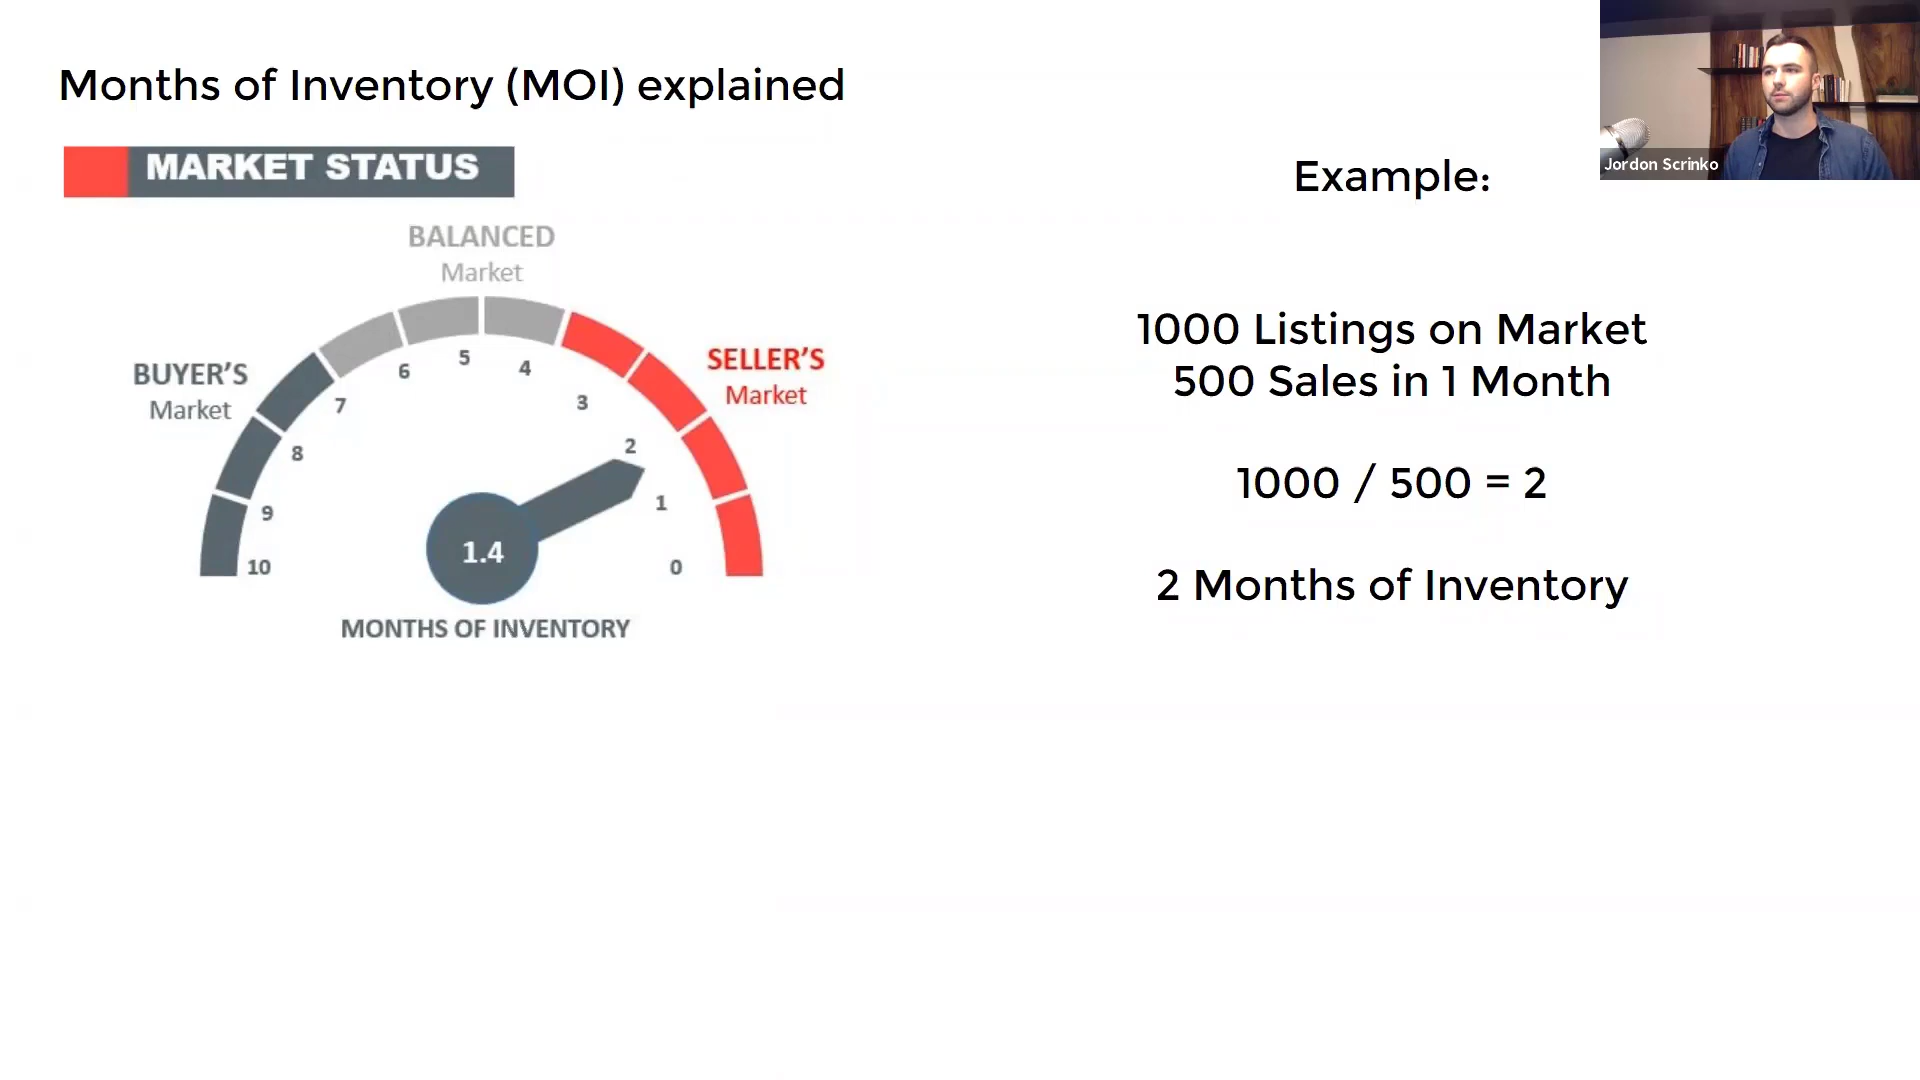 Months of Inventory (MOI) explained
MARKET STATUS
BALANCED
Market
BUYER'S
Market
SELLER'S
Market
10
9
8
7
6
5
4
3
2
1
0
1.4
MONTHS OF INVENTORY
Example:
1000 Listings on Market
500 Sales in 1 Month
1000 / 500 = 2
2 Months of Inventory
Jordon Scrinko